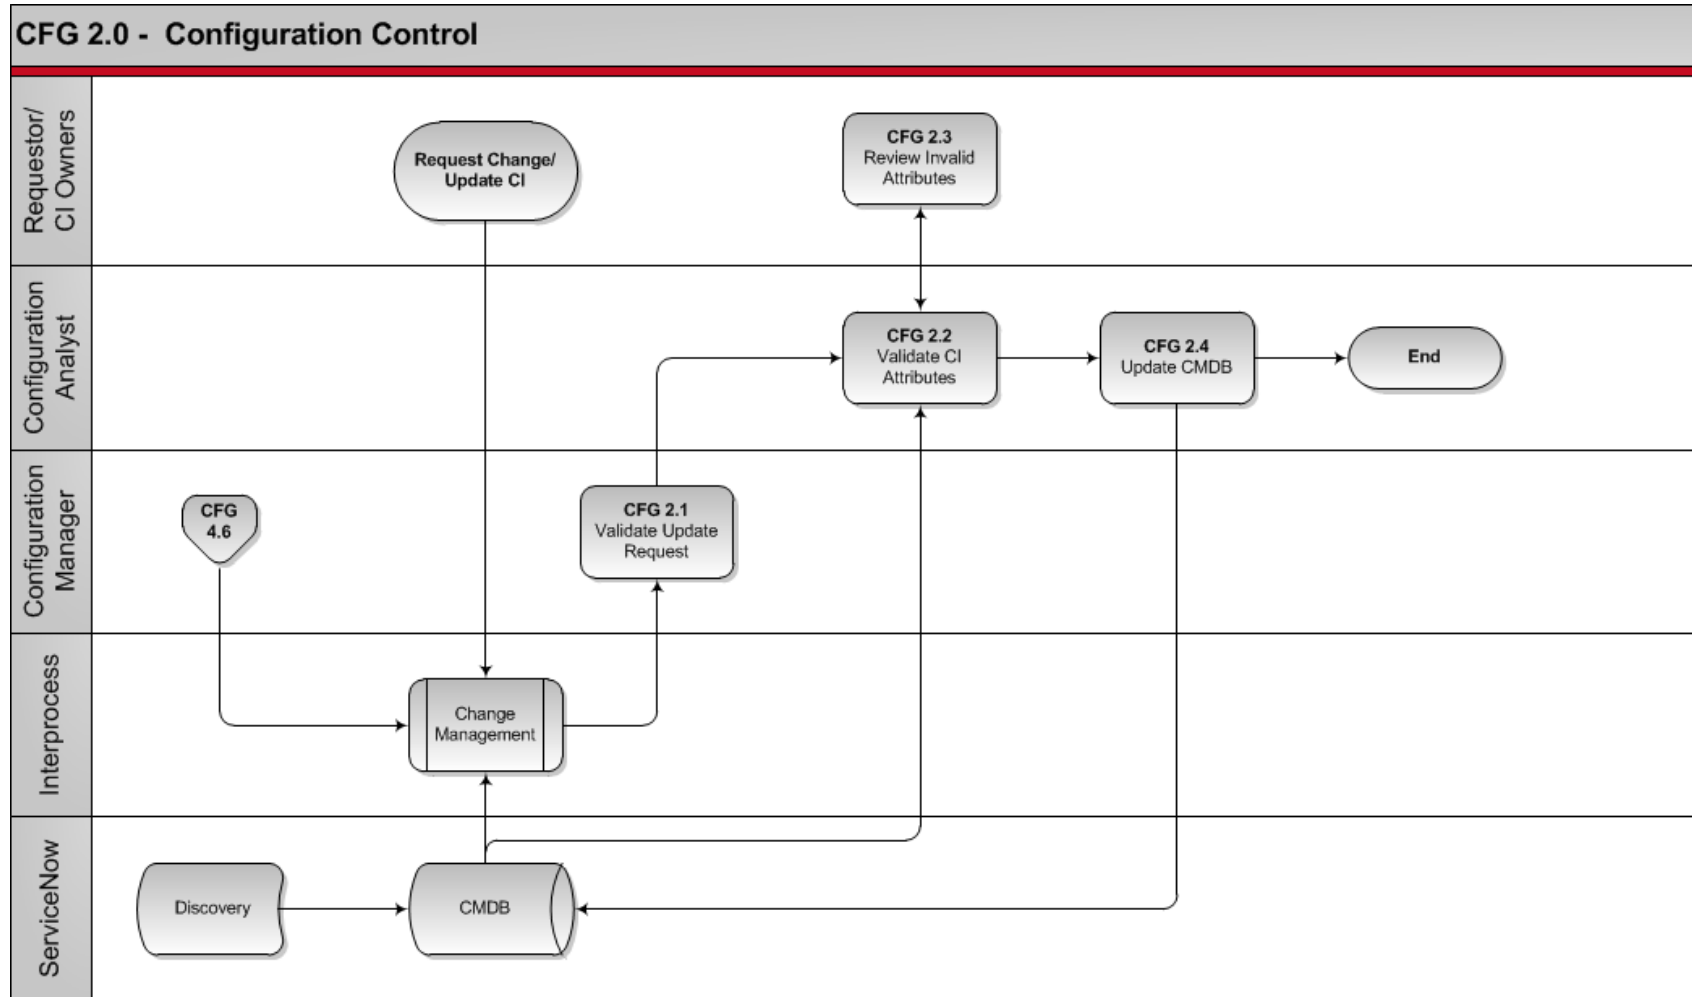 CFG 2.0 -  Configuration Control
Requestor/
CI Owners
Request Change/
Update CI
CFG 2.3
Review Invalid
Attributes
Configuration
Analyst
CFG 2.2
Validate CI
Attributes
CFG 2.4
Update CMDB
End
Configuration
Manager
CFG
4.6
CFG 2.1
Validate Update
Request
Interprocess
Change
Management
ServiceNow
Discovery
CMDB